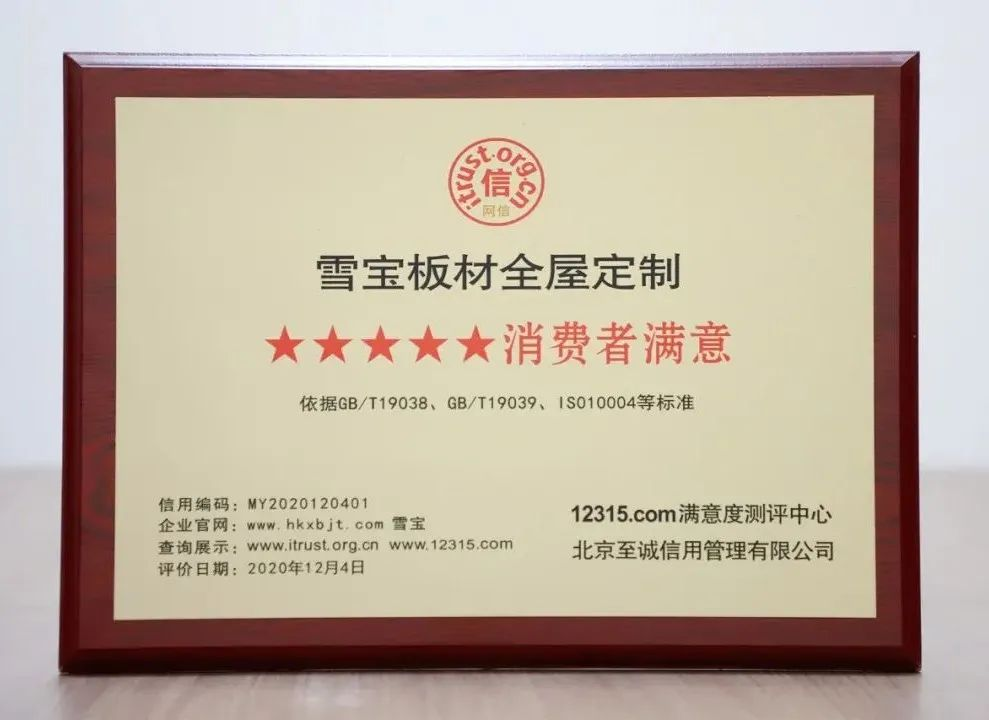 itrust.org.cn
信
网信
雪宝板材全屋定制
★★★★★消费者满意
依据GB/T19038、GB/T19039、ISO10004等标准
信用编码：MY2020120401
企业官网：www.hkxbjt.com 雪宝
查询展示：www.itrust.org.cn www.12315.com
评价日期：2020年12月4日
12315.com满意度测评中心
北京至诚信用管理有限公司